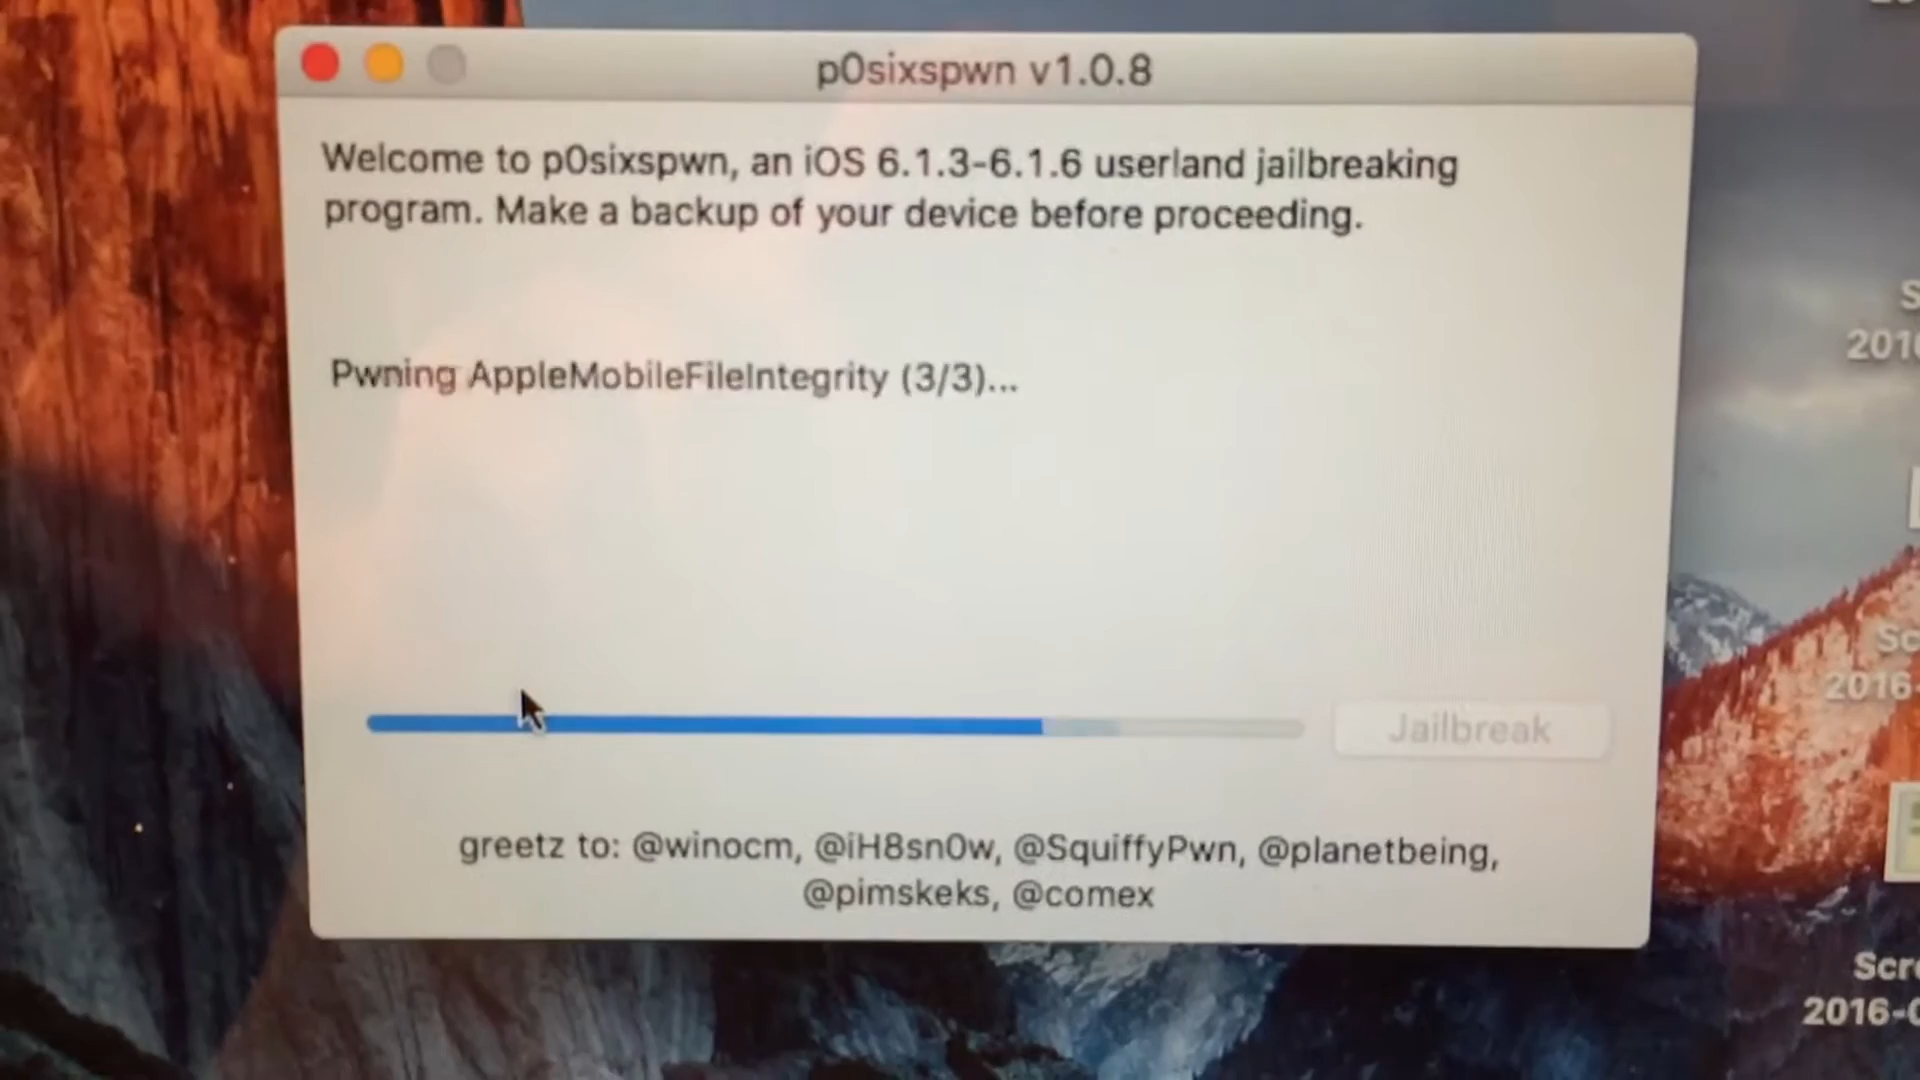 p0sixspwn v1.0.8
Welcome to p0sixspwn, an iOS 6.1.3-6.1.6 userland jailbreaking
program. Make a backup of your device before proceeding.
Pwning AppleMobileFileIntegrity (3/3)...
Jailbreak
greetz to: @winocm, @iH8sn0w, @SquiffyPwn, @planetbeing,
@pimskeks, @comex